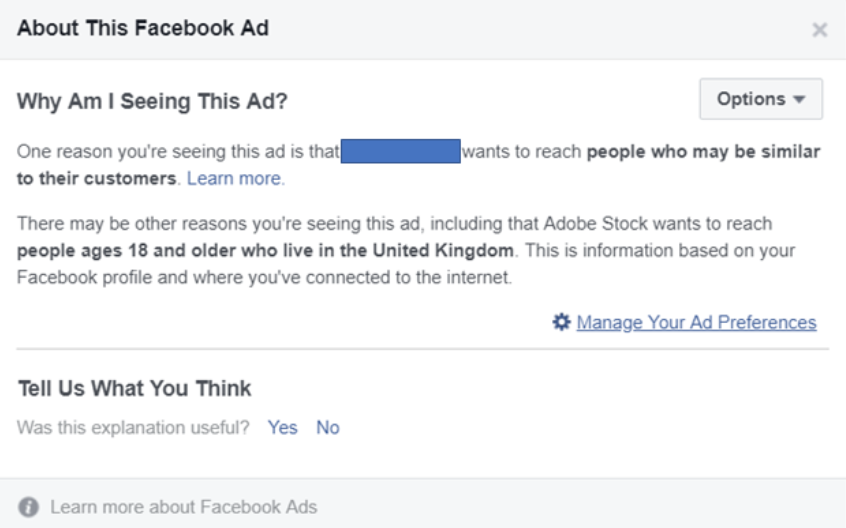 About This Facebook Ad
Why Am I Seeing This Ad?
Options
One reason you're seeing this ad is that wants to reach people who may be similar
to their customers. Learn more.
There may be other reasons you're seeing this ad, including that Adobe Stock wants to reach
people ages 18 and older who live in the United Kingdom. This is information based on your
Facebook profile and where you've connected to the internet.
Manage Your Ad Preferences
Tell Us What You Think
Was this explanation useful? Yes No
Learn more about Facebook Ads